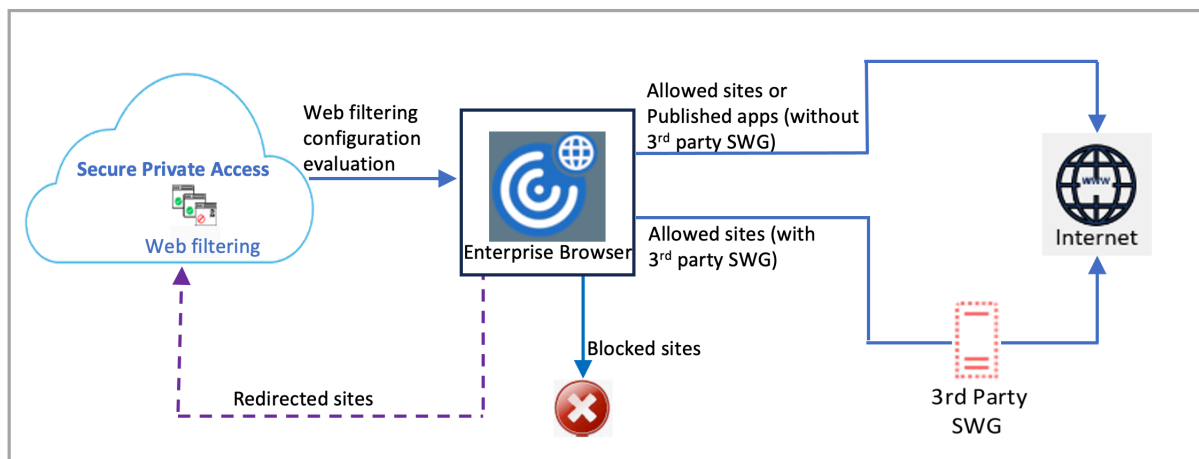 Secure Private Access
Web filtering
Web filtering
configuration
evaluation
Enterprise Browser
Allowed sites or
Published apps (without
3rd party SWG)
Allowed sites (with
3rd party SWG)
www
Internet
3rd Party
SWG
Blocked sites
Redirected sites